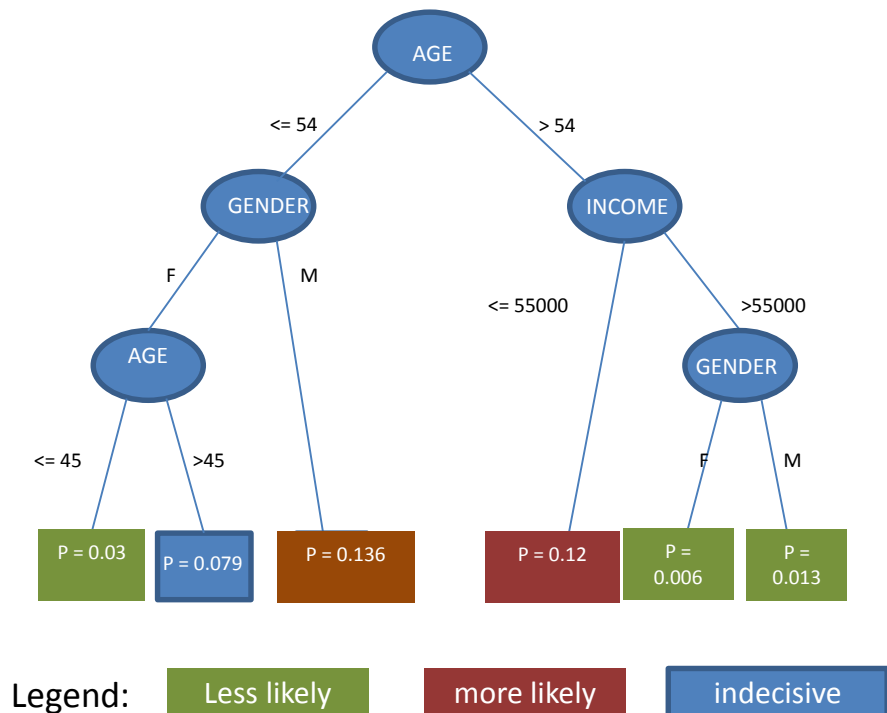 AGE
<= 54
> 54
GENDER
INCOME
F
M
<= 55000
>55000
AGE
GENDER
<= 45
>45
F
M
P = 0.03
P = 0.079
P = 0.136
P = 0.12
P =
0.006
P =
0.013
Legend:
Less likely
more likely
indecisive